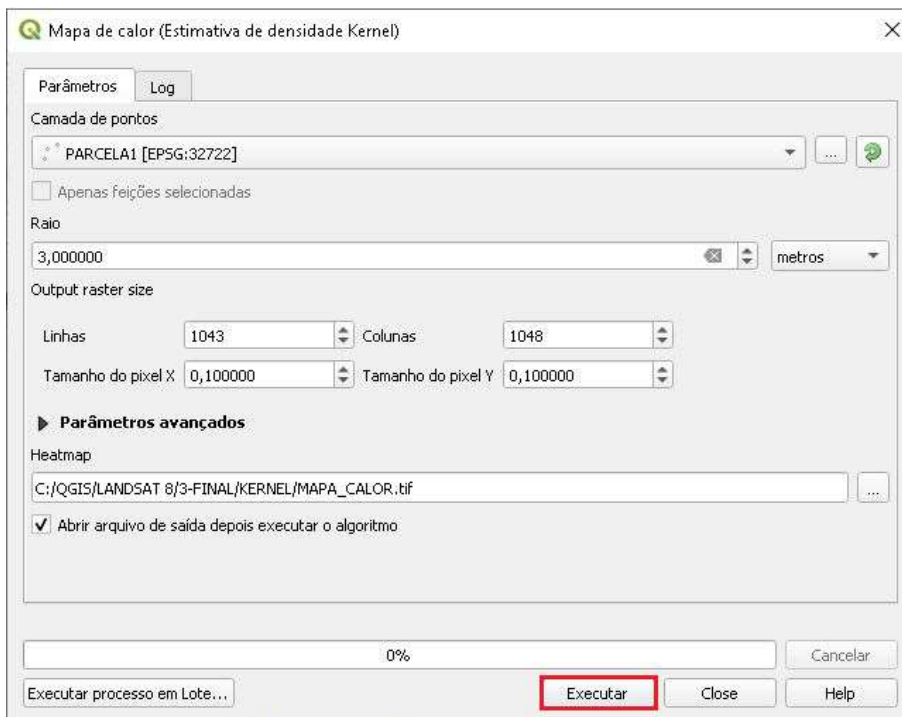 Mapa de calor (Estimativa de densidade Kernel)
Parâmetros Log
Camada de pontos
PARCELA1 [EPSG:32722] ...
Apenas feições selecionadas
Raio
3,000000 metros
Output raster size
Linhas 1043 Colunas 1048
Tamanho do pixel X 0,100000 Tamanho do pixel Y 0,100000
Parâmetros avançados
Heatmap
C:/QGIS/LANDSAT 8/3-FINAL/KERNEL/MAPA_CALOR.tif ...
Abrir arquivo de saída depois executar o algoritmo
0% Cancelar
Executar processo em Lote... Executar Close Help